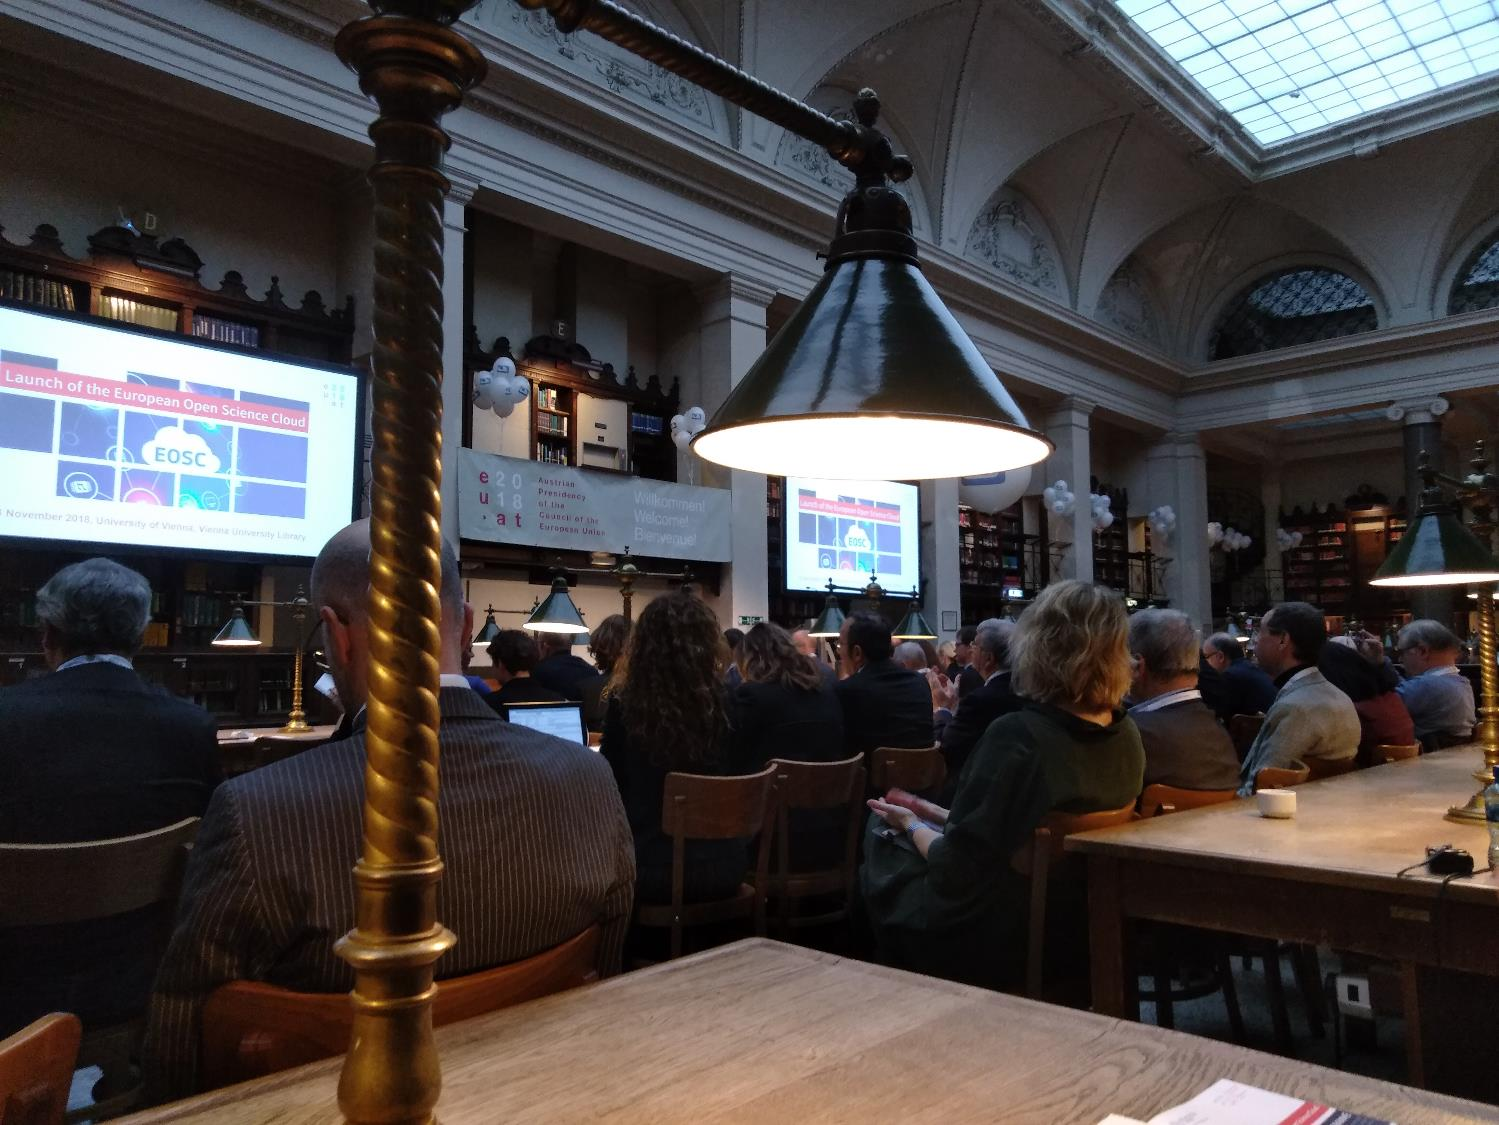 D
E
Launch of the European Open Science Cloud
EOSC
November 2018, University of Vienna, Vienna University Library
e 20
u 18
.at
Austrian
Presidency
of the
Council of the
European Union
Willkommen!
Welcome!
Bienvenue!
Launch of the European Open Science Cloud
EOSC